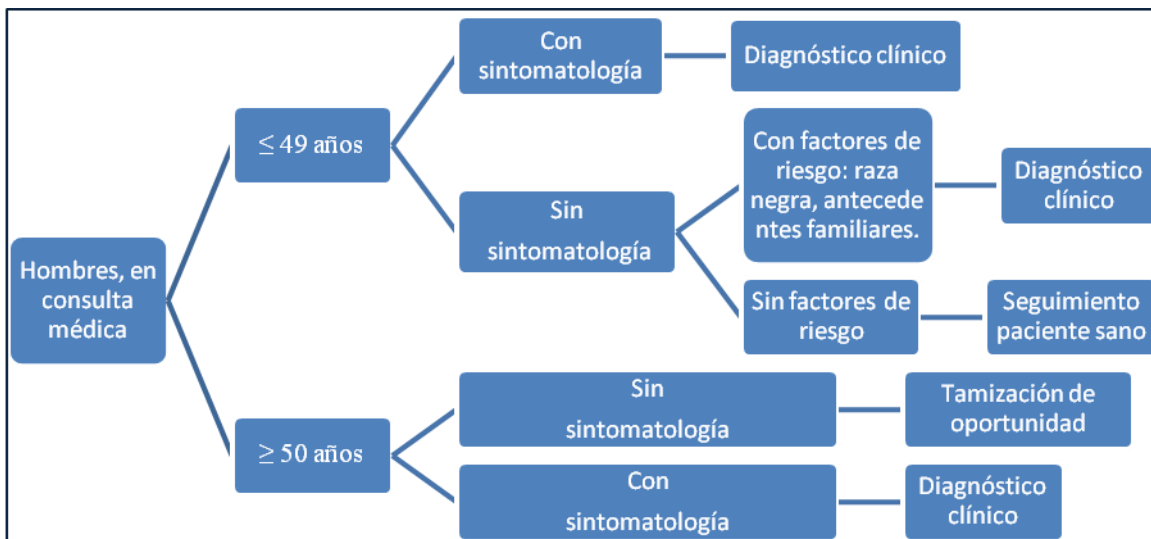 Hombres, en
consulta
médica
≤ 49 años
Con
sintomatología
Diagnóstico clínico
Sin
sintomatología
Con factores de
riesgo: raza
negra, antecede
ntes familiares.
Diagnóstico
clínico
Sin factores de
riesgo
Seguimiento
paciente sano
≥ 50 años
Sin
sintomatología
Tamización de
oportunidad
Con
sintomatología
Diagnóstico
clínico